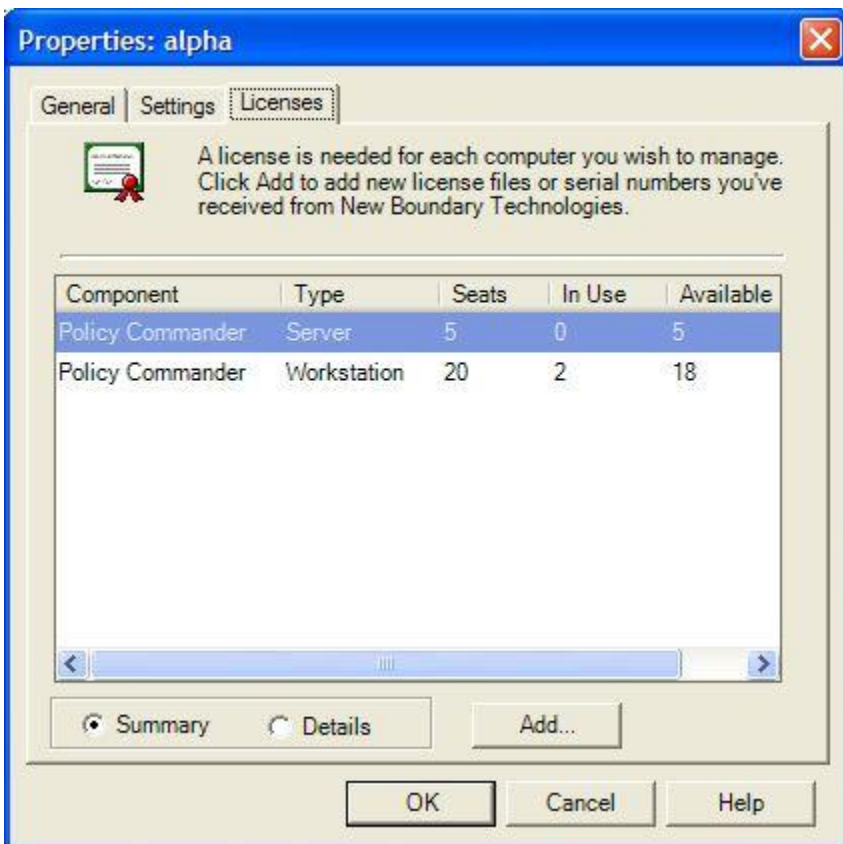 Properties: alpha
General Settings Licenses
A license is needed for each computer you wish to manage.
Click Add to add new license files or serial numbers you've
received from New Boundary Technologies.
Component Type Seats In Use Available
Policy Commander Server 5 0 5
Policy Commander Workstation 20 2 18
Summary Details Add...
OK Cancel Help